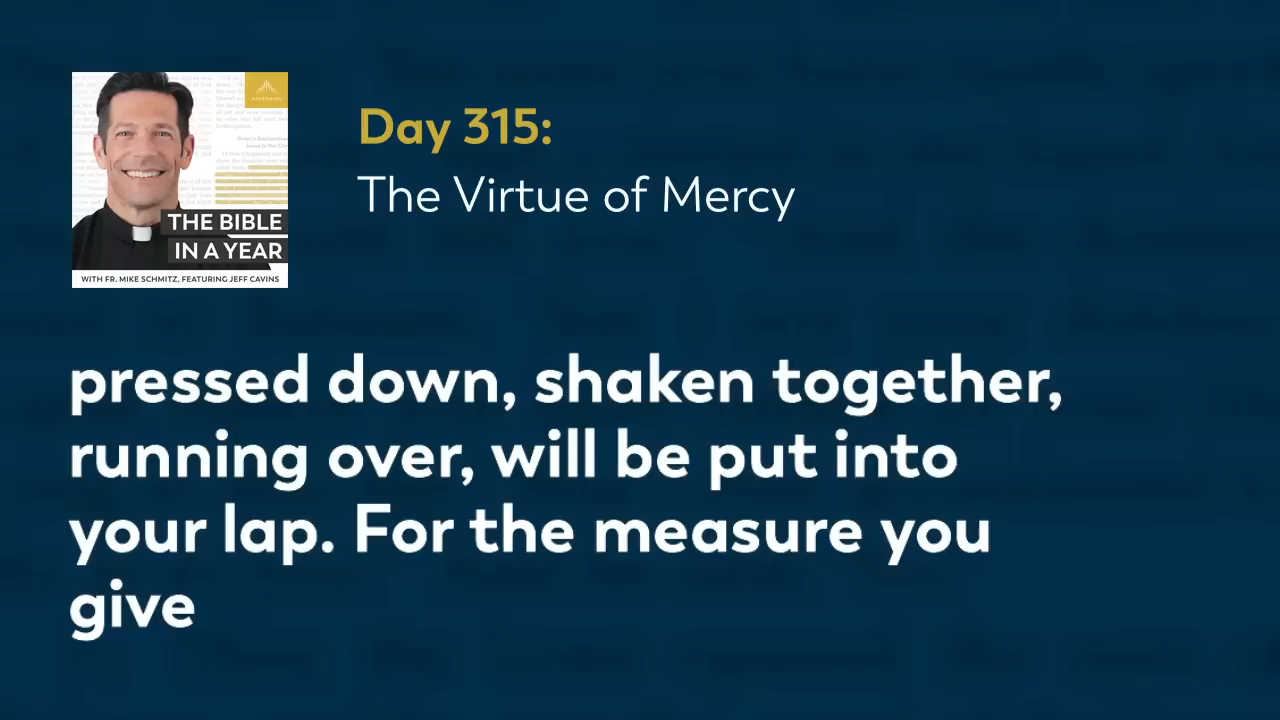 Day 315:
The Virtue of Mercy
THE BIBLE
IN A YEAR
WITH FR. MIKE SCHMITZ, FEATURING JEFF CAVINS
pressed down, shaken together,
running over, will be put into
your lap. For the measure you
give